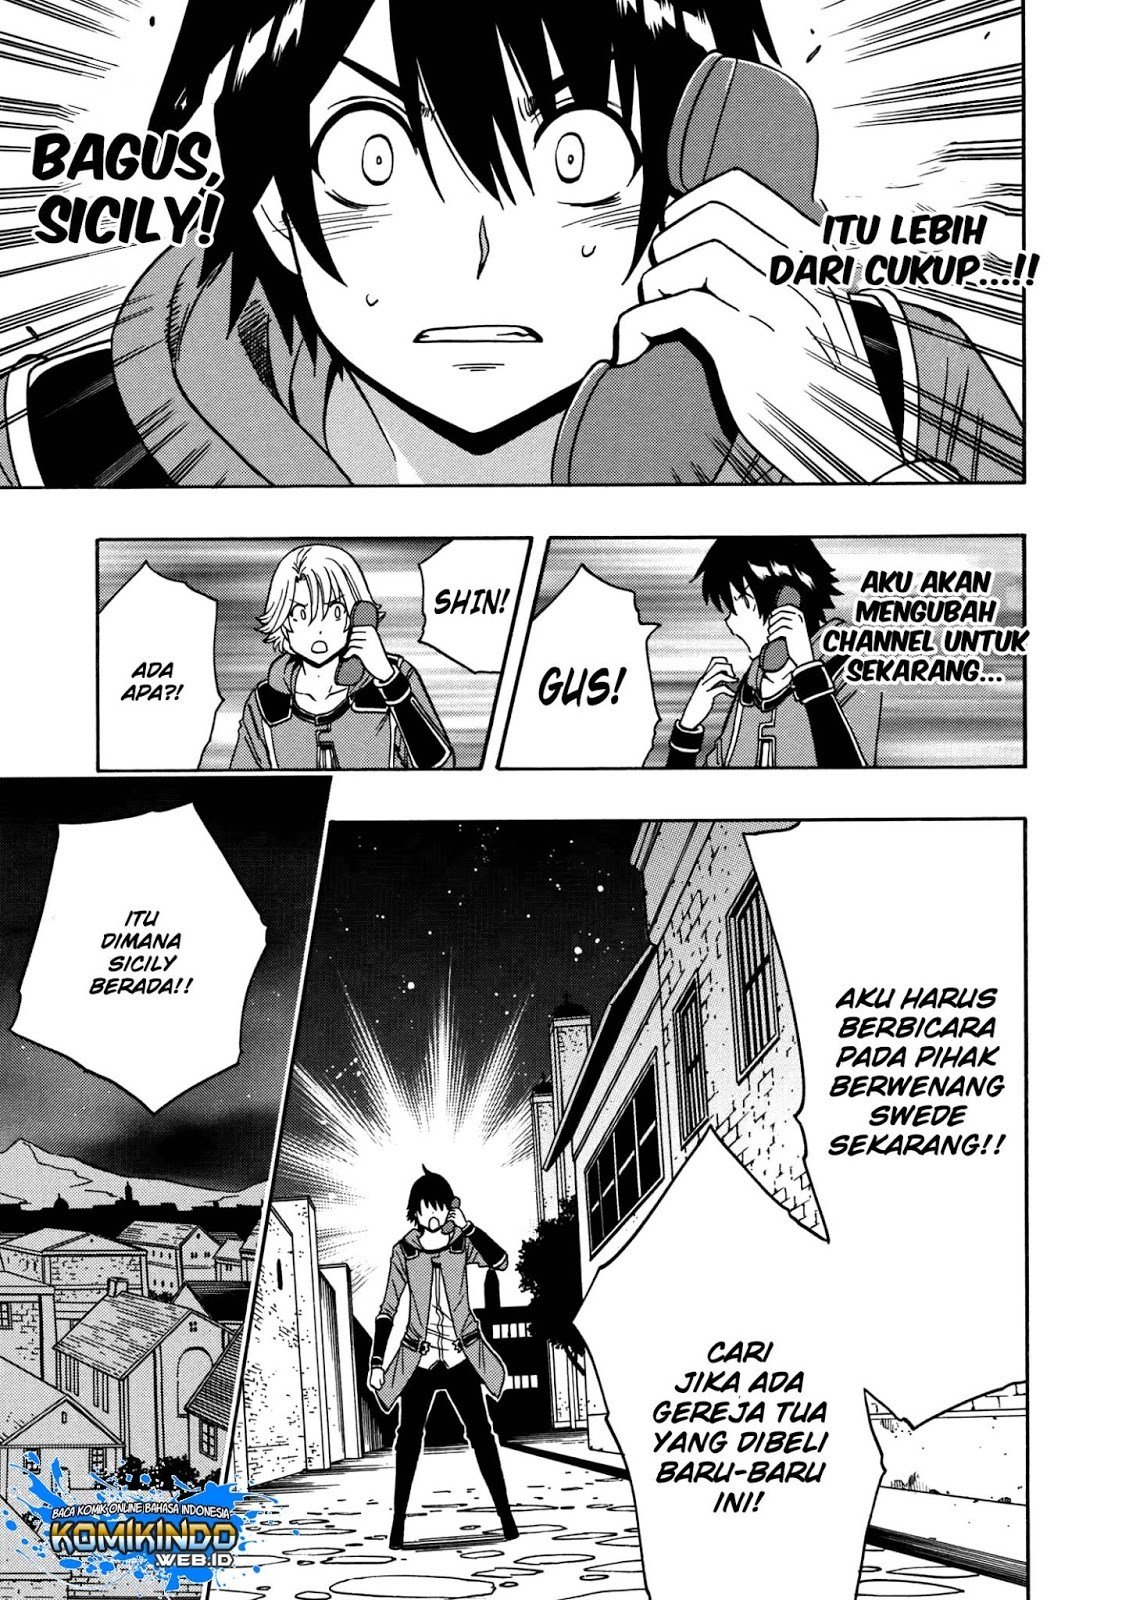 ITU LEBIH
DARI CUKUP...!!
BAGUS,
SICILY!
AKU AKAN
MENGUBAH
CHANNEL UNTUK
SEKARANG...
GUS!
SHIN!
ADA
APA?!
AKU HARUS
BERBICARA
PADA PIHAK
BERWENANG
SWEDE
SEKARANG!!
CARI
JIKA ADA
GEREJA TUA
YANG DIBELI
BARU-BARU
INI!
ITU
DIMANA
SICILY
BERADA!!
BACA KOMIK ONLINE BAHASA INDONESIA
KOMIKINDO
WEB.ID